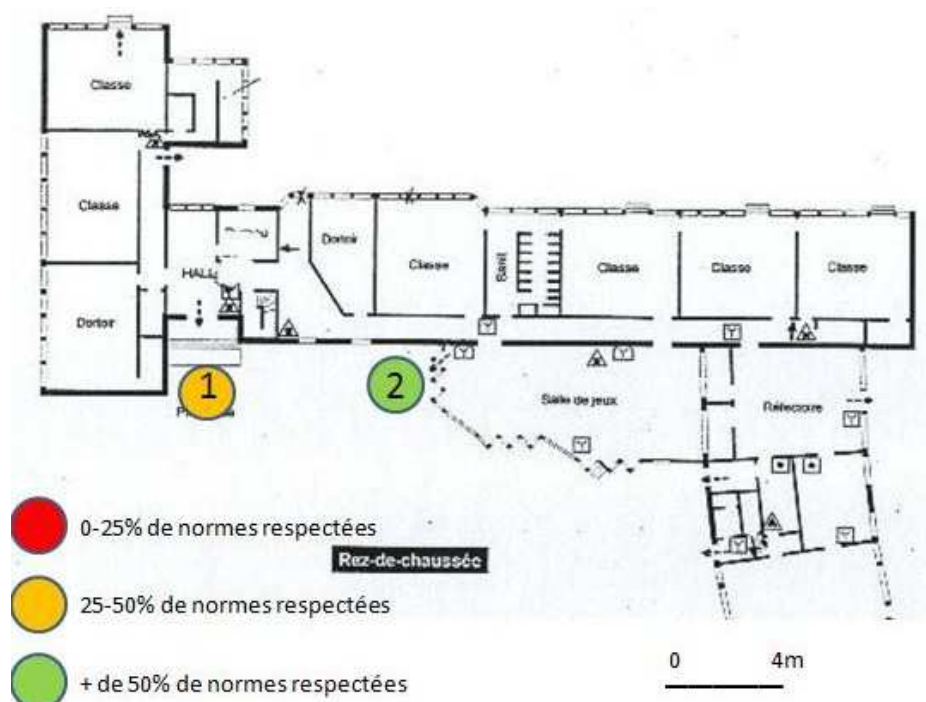 Classe
Classe
Dortoir
HALL
Dortoir
Classe
Sanit
Classe
Classe
Classe
1
2
Salle de jeux
Réfectoire
0-25% de normes respectées
Rez-de-chaussée
25-50% de normes respectées
+ de 50% de normes respectées
0 4m